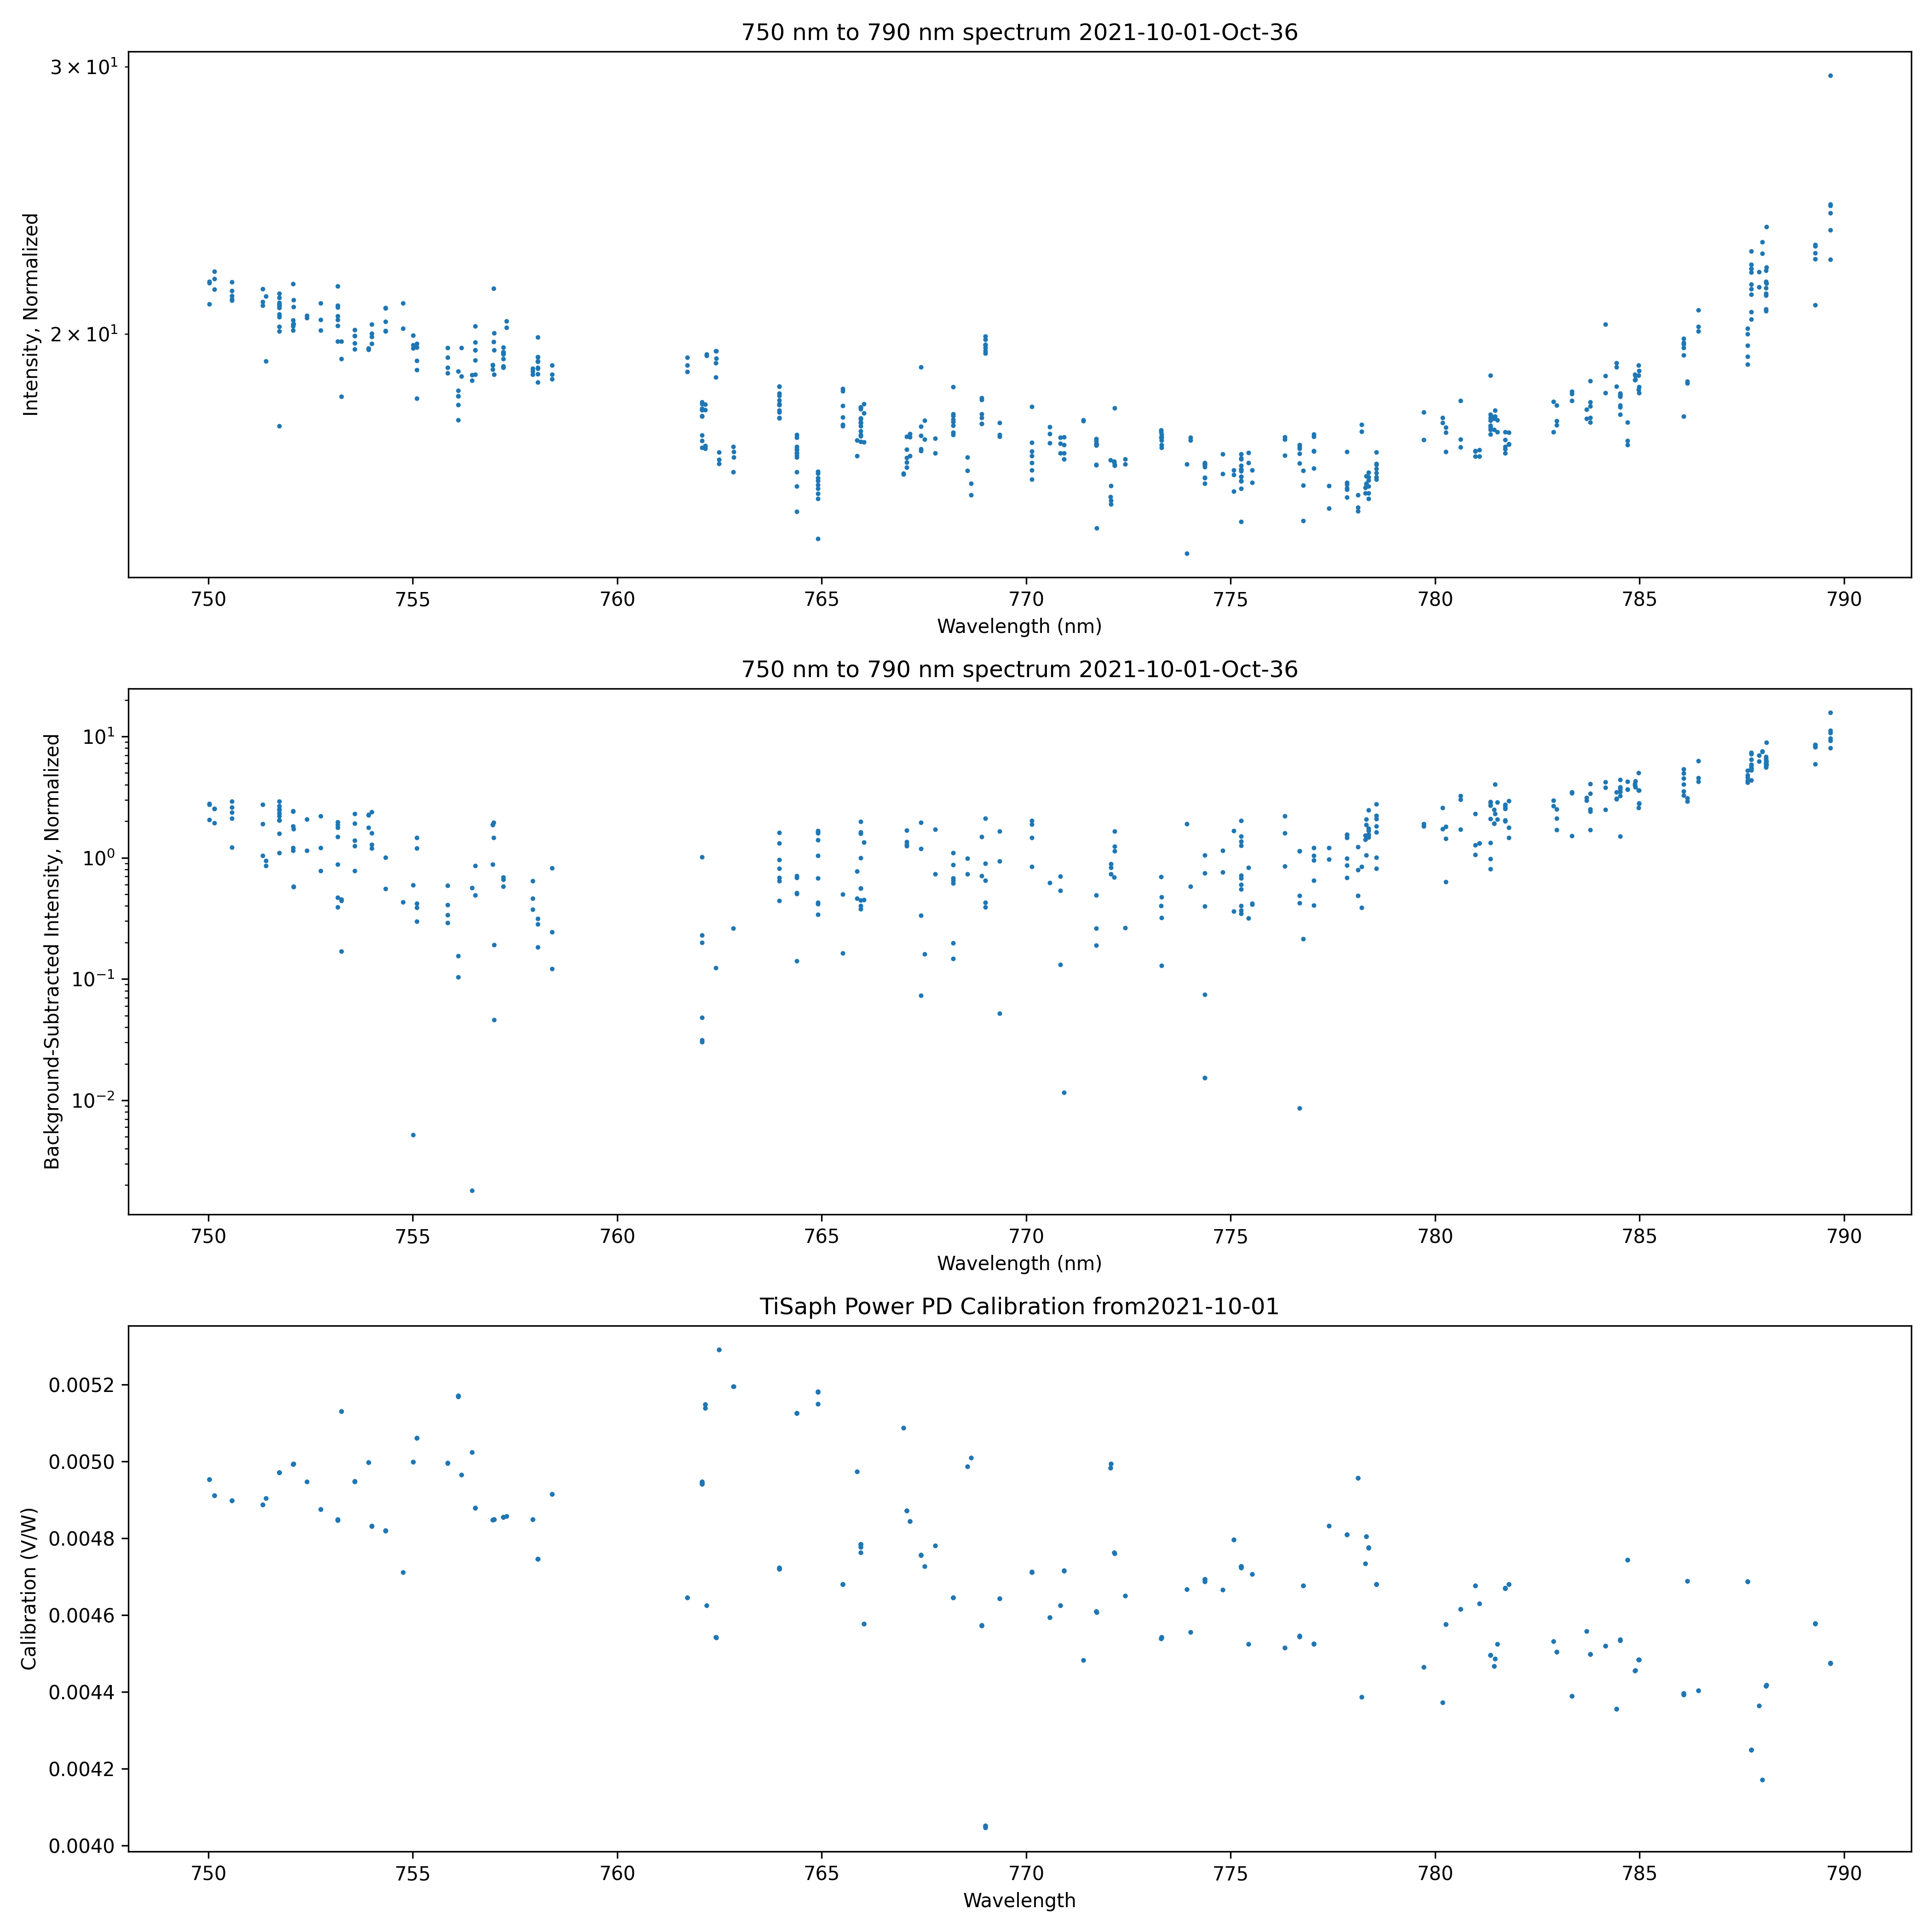 750 nm to 790 nm spectrum 2021-10-01-Oct-36
3 × 10¹
2 × 10¹
Intensity, Normalized
750 755 760 765 770 775 780 785 790
Wavelength (nm)
750 nm to 790 nm spectrum 2021-10-01-Oct-36
10¹
10⁰
10⁻¹
10⁻²
Background-Subtracted Intensity, Normalized
750 755 760 765 770 775 780 785 790
Wavelength (nm)
TiSaph Power PD Calibration from2021-10-01
0.0052
0.0050
0.0048
0.0046
0.0044
0.0042
0.0040
Calibration (V/W)
750 755 760 765 770 775 780 785 790
Wavelength